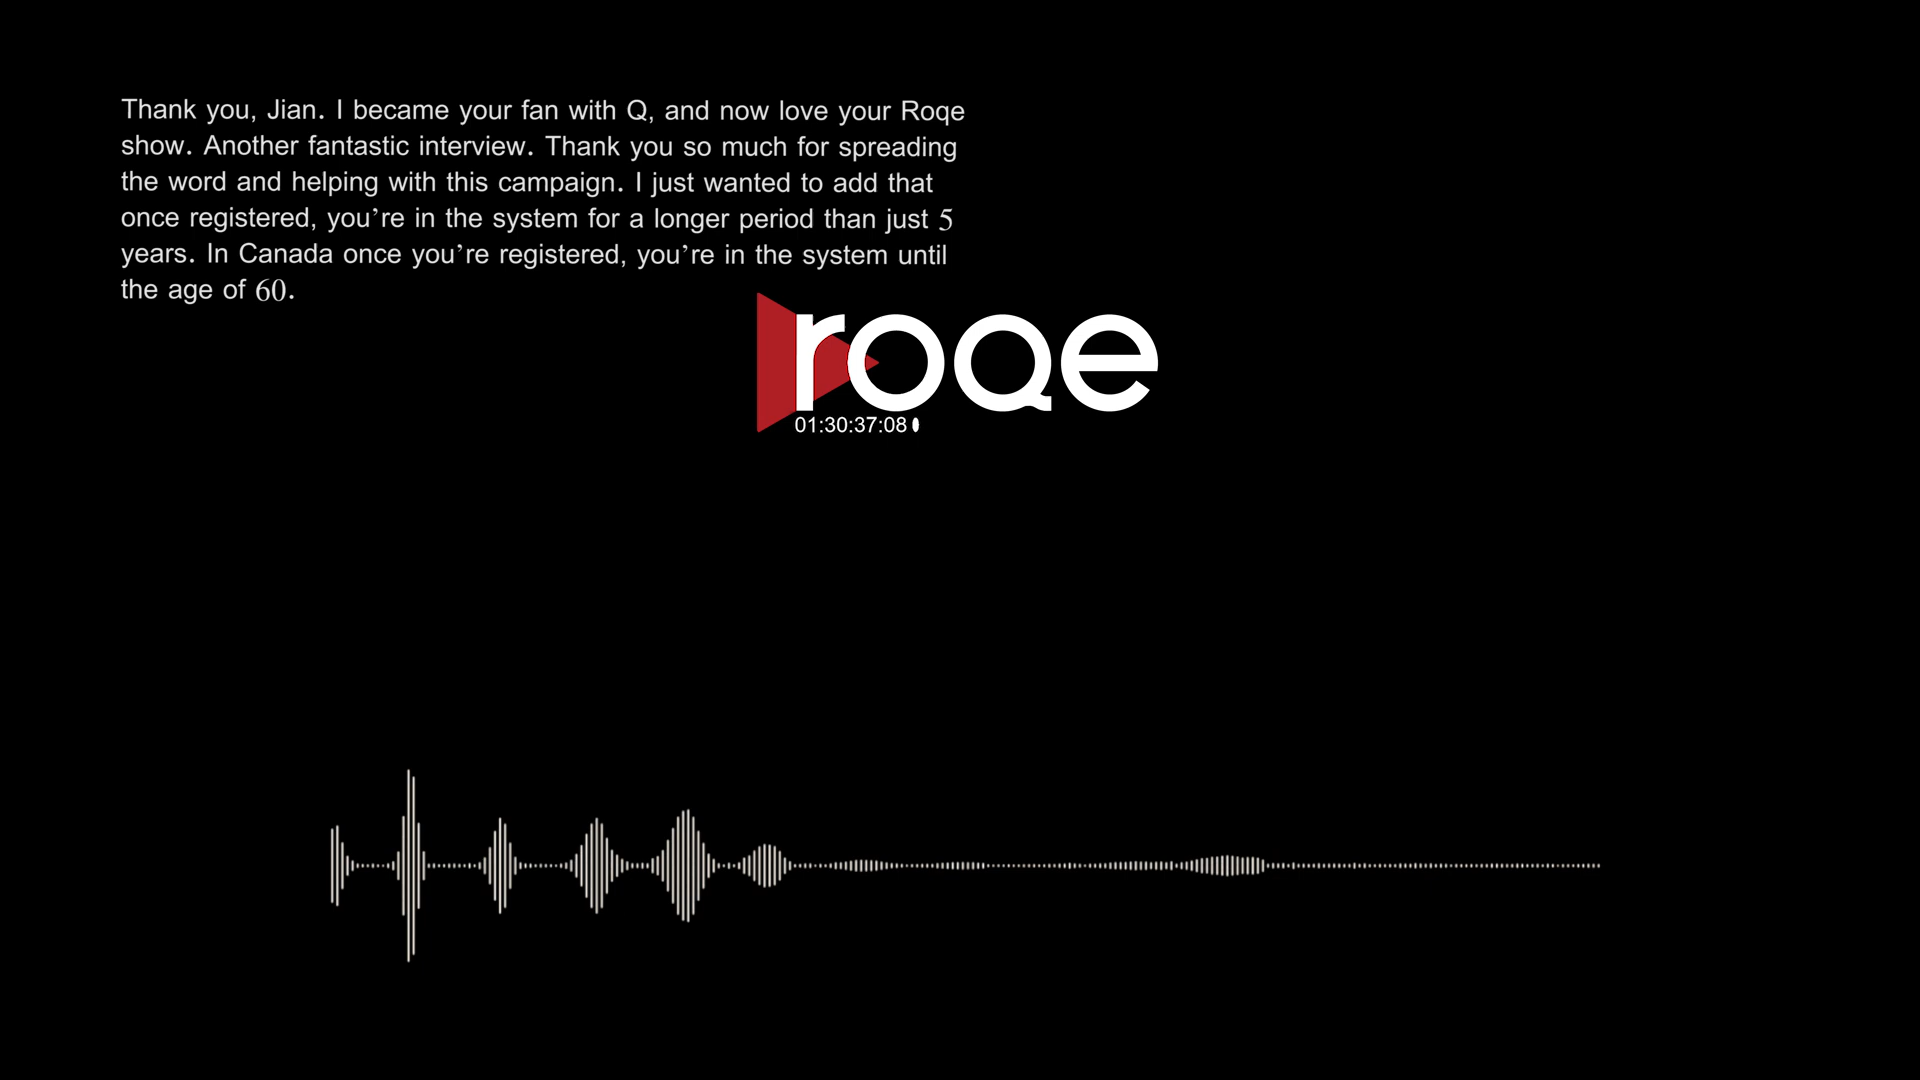 Thank you, Jian. I became your fan with Q, and now love your Roqe
show. Another fantastic interview. Thank you so much for spreading
the word and helping with this campaign. I just wanted to add that
once registered, you’re in the system for a longer period than just 5
years. In Canada once you’re registered, you’re in the system until
the age of 60.
roqe
01:30:37:08